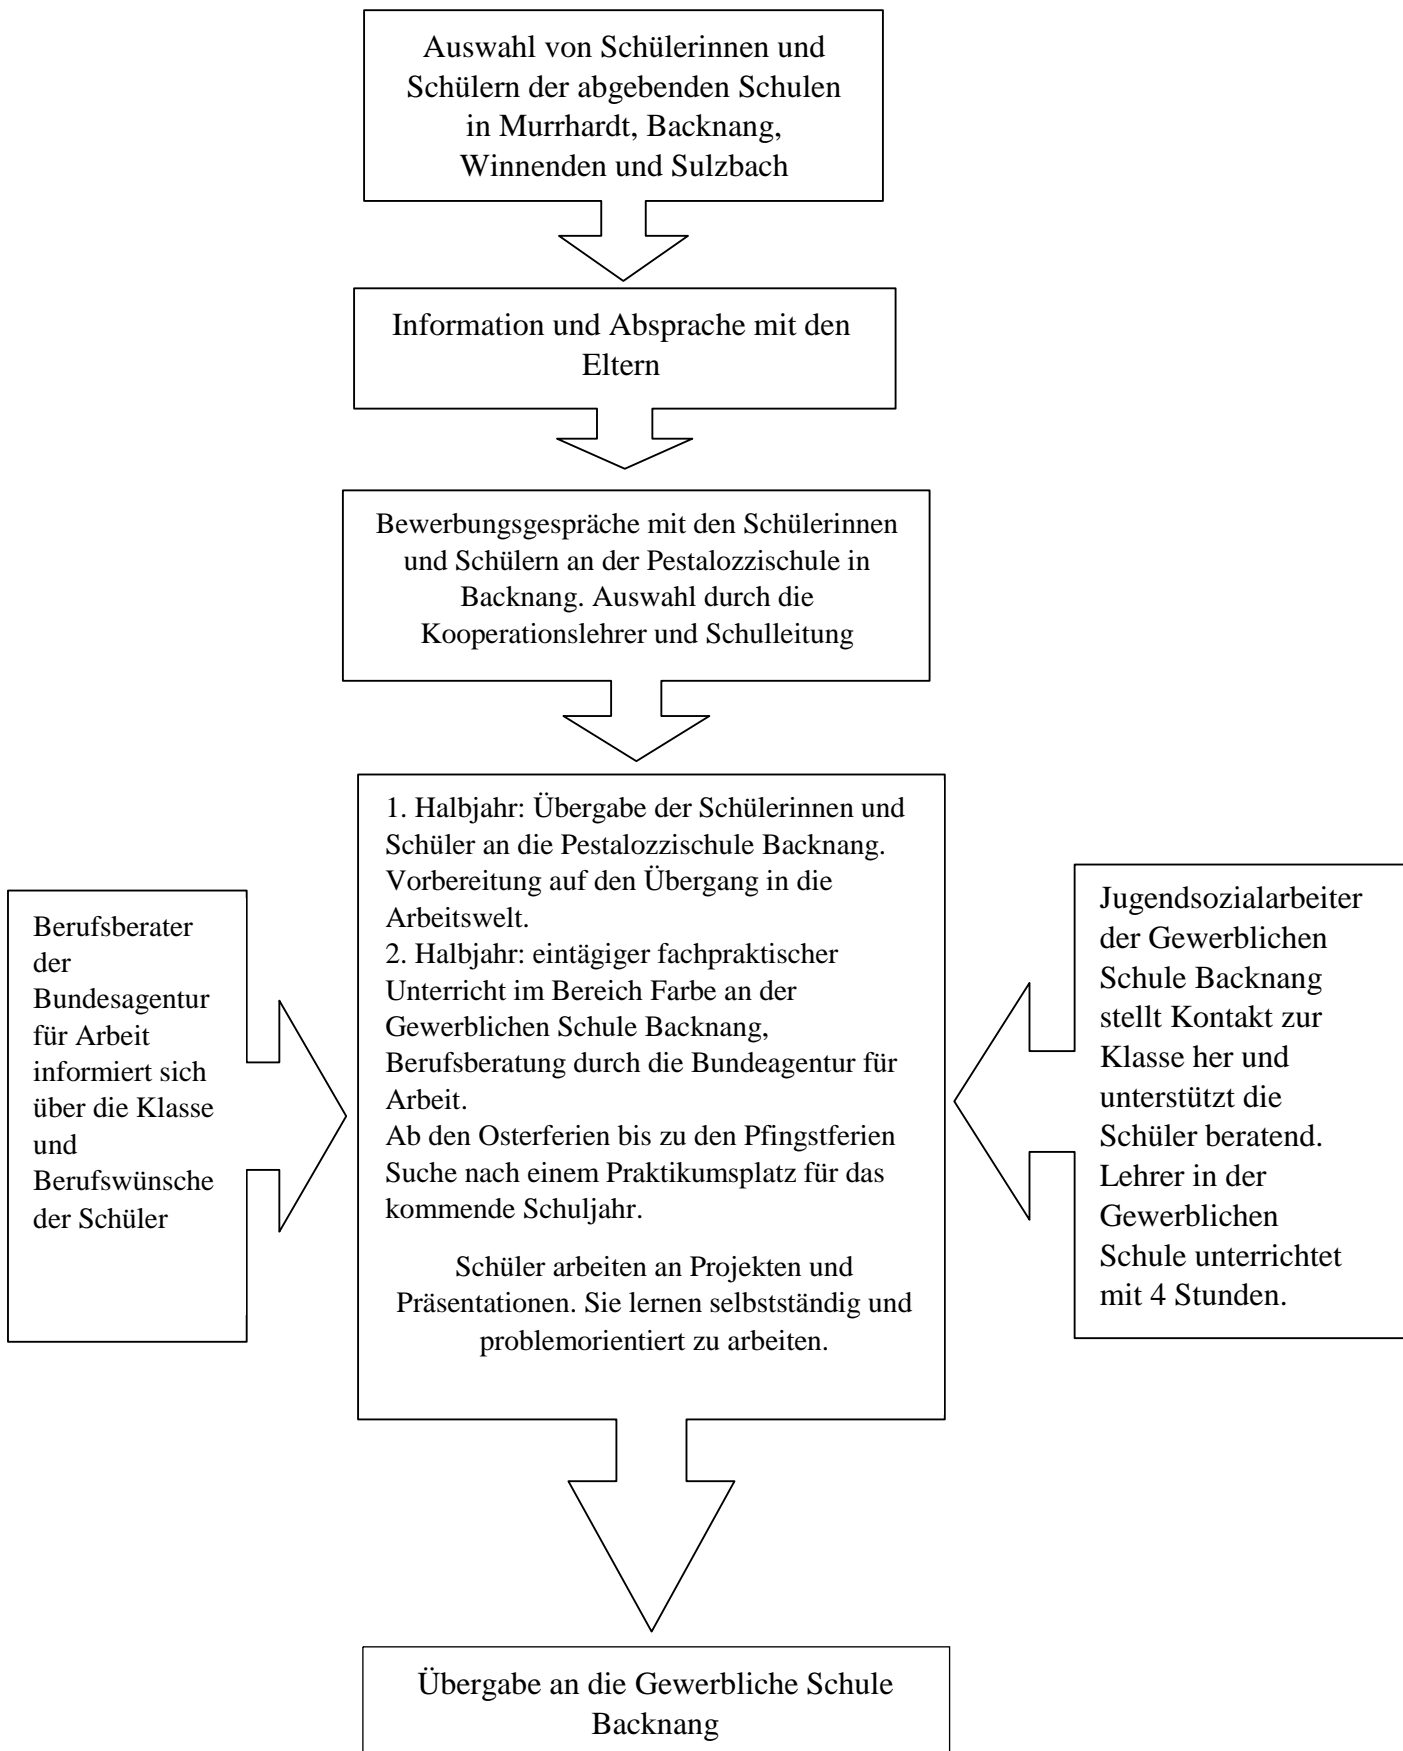 Auswahl von Schülerinnen und
Schülern der abgebenden Schulen
in Murrhardt, Backnang,
Winnenden und Sulzbach
Information und Absprache mit den
Eltern
Bewerbungsgespräche mit den Schülerinnen
und Schülern an der Pestalozzischule in
Backnang. Auswahl durch die
Kooperationslehrer und Schulleitung
1. Halbjahr: Übergabe der Schülerinnen und
Schüler an die Pestalozzischule Backnang.
Vorbereitung auf den Übergang in die
Arbeitswelt.
2. Halbjahr: eintägiger fachpraktischer
Unterricht im Bereich Farbe an der
Gewerblichen Schule Backnang,
Berufsberatung durch die Bundeagentur für
Arbeit.
Ab den Osterferien bis zu den Pfingstferien
Suche nach einem Praktikumsplatz für das
kommende Schuljahr.
Schüler arbeiten an Projekten und
Präsentationen. Sie lernen selbstständig und
problemorientiert zu arbeiten.
Berufsberater
der
Bundesagentur
für Arbeit
informiert sich
über die Klasse
und
Berufswünsche
der Schüler
Jugendsozialarbeiter
der Gewerblichen
Schule Backnang
stellt Kontakt zur
Klasse her und
unterstützt die
Schüler beratend.
Lehrer in der
Gewerblichen
Schule unterrichtet
mit 4 Stunden.
Übergabe an die Gewerbliche Schule
Backnang